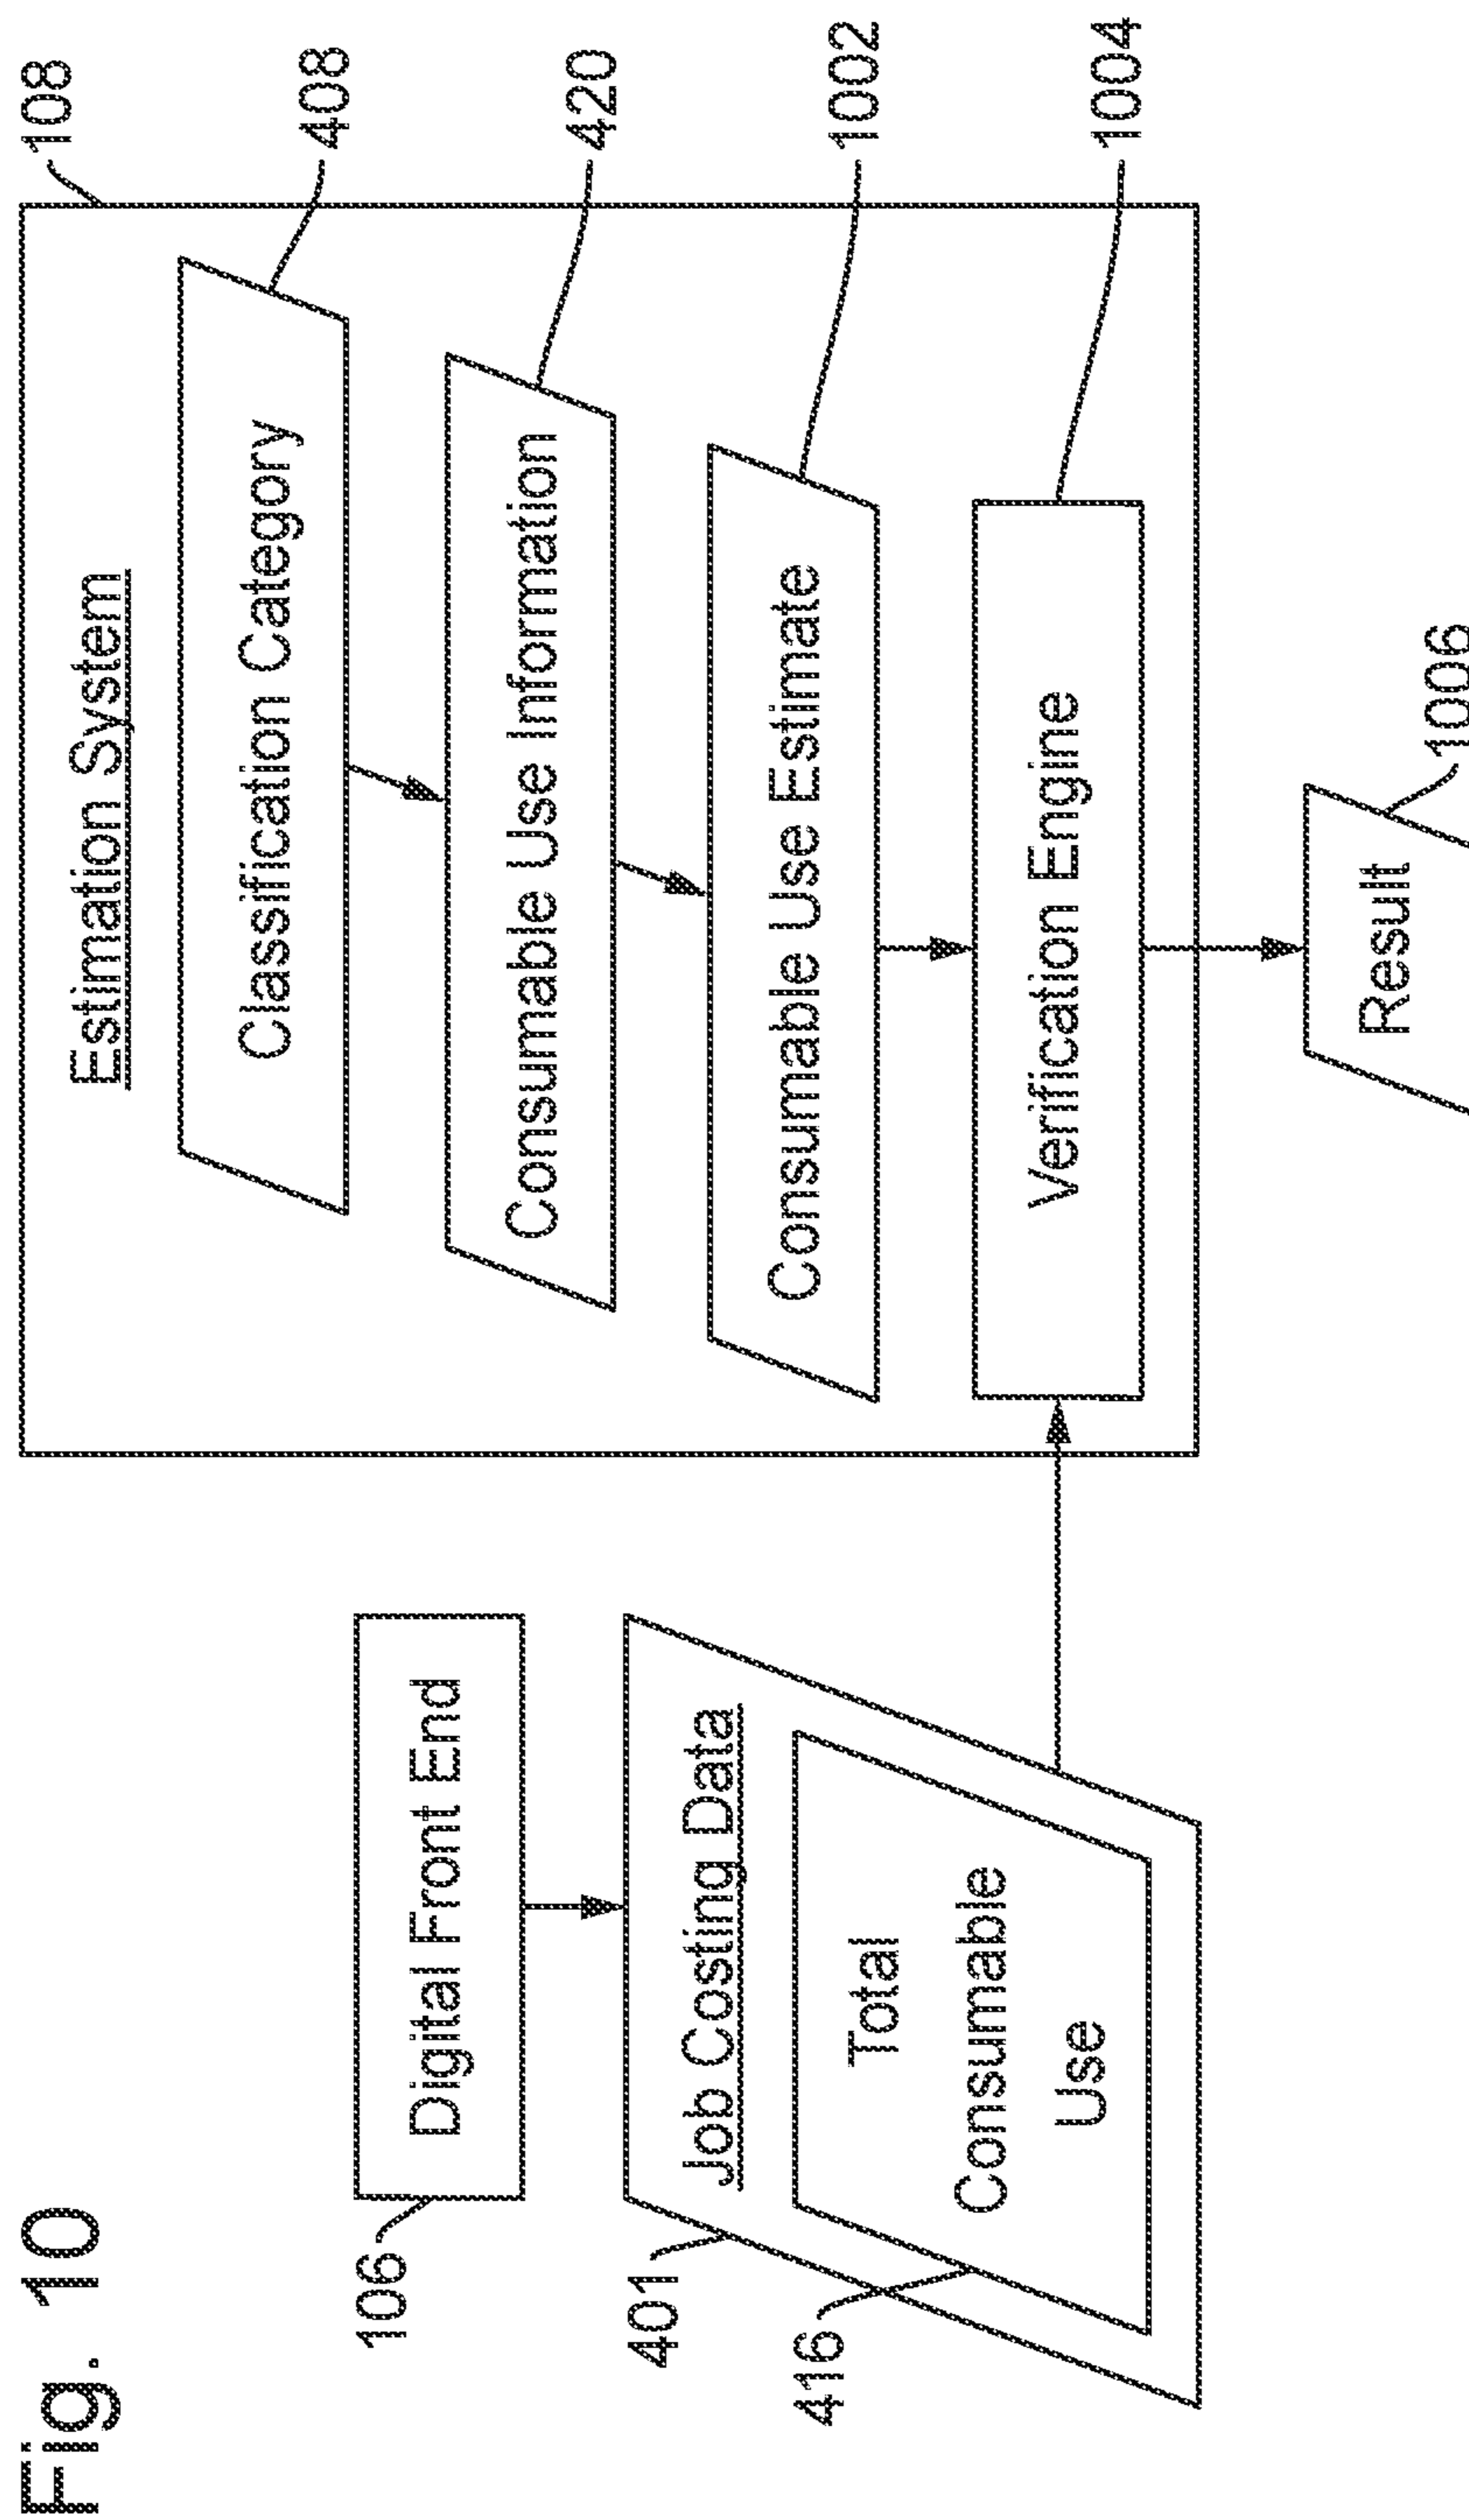 Fig. 10
106
Digital Front End
401
Job Costing Data
416
Total
Consumable
Use
108
Estimation System
408
Classification Category
420
Consumable Use Information
1002
Consumable Use Estimate
1004
Verification Engine
1006
Result